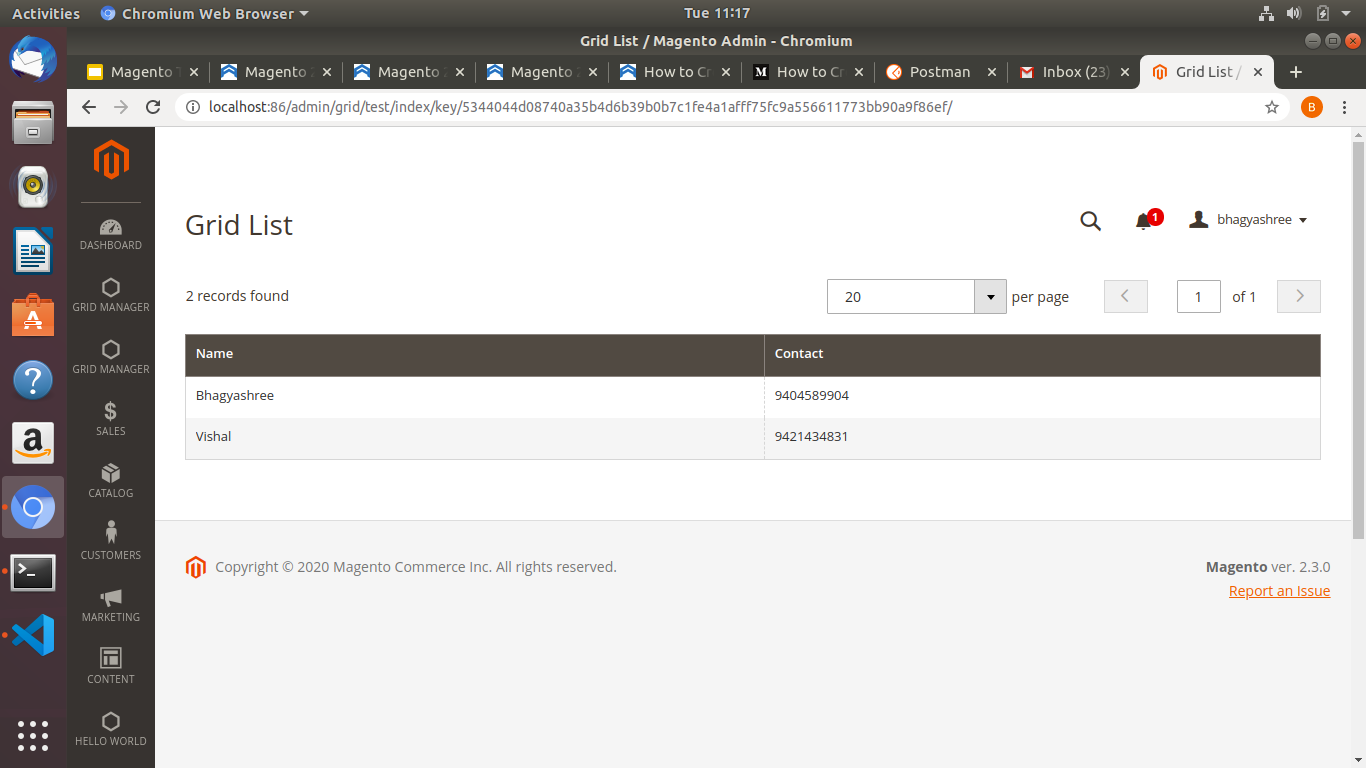 Activities Chromium Web Browser Tue 11:17
Grid List / Magento Admin - Chromium
Magento Magento 2 Magento 2 Magento 2 How to Cr How to Cr Postman Inbox (23) Grid List /
localhost:86/admin/grid/test/index/key/5344044d08740a35b4d6b39b0b7c1fe4a1afff75fc9a556611773bb90a9f86ef/ B
Grid List 1 bhagyashree
DASHBOARD
2 records found 20 per page 1 of 1
GRID MANAGER
Name Contact
GRID MANAGER
Bhagyashree 9404589904
Vishal 9421434831
SALES
CATALOG
CUSTOMERS
Copyright © 2020 Magento Commerce Inc. All rights reserved. Magento ver. 2.3.0
Report an Issue
MARKETING
CONTENT
HELLO WORLD